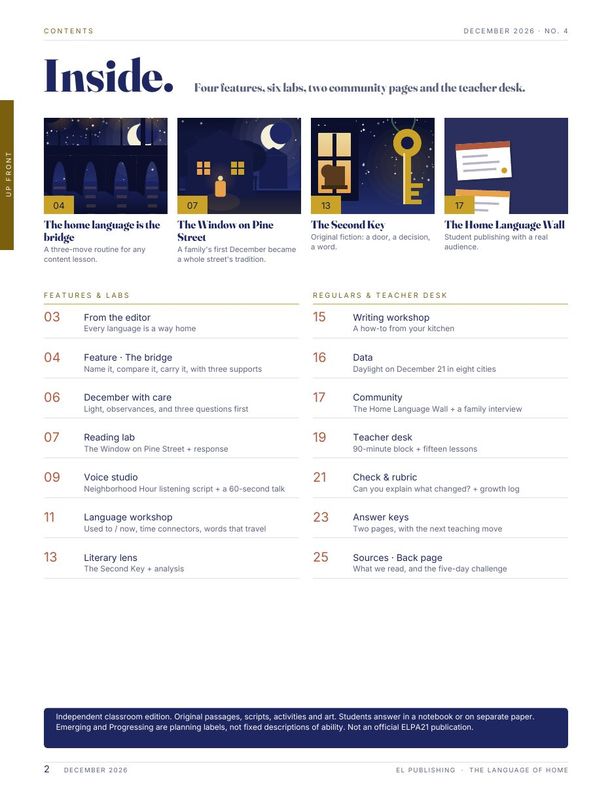 CONTENTS
DECEMBER 2026 · NO. 4
UP FRONT
Inside.
Four features, six labs, two community pages and the teacher desk.
04
The home language is the
bridge
A three-move routine for any
content lesson.
07
The Window on Pine
Street
A family's first December became
a whole street's tradition.
13
The Second Key
Original fiction: a door, a decision,
a word.
17
The Home Language Wall
Student publishing with a real
audience.
FEATURES & LABS
03 From the editor
Every language is a way home
04 Feature · The bridge
Name it, compare it, carry it, with three supports
06 December with care
Light, observances, and three questions first
07 Reading lab
The Window on Pine Street + response
09 Voice studio
Neighborhood Hour listening script + a 60-second talk
11 Language workshop
Used to / now, time connectors, words that travel
13 Literary lens
The Second Key + analysis
REGULARS & TEACHER DESK
15 Writing workshop
A how-to from your kitchen
16 Data
Daylight on December 21 in eight cities
17 Community
The Home Language Wall + a family interview
19 Teacher desk
90-minute block + fifteen lessons
21 Check & rubric
Can you explain what changed? + growth log
23 Answer keys
Two pages, with the next teaching move
25 Sources · Back page
What we read, and the five-day challenge
Independent classroom edition. Original passages, scripts, activities and art. Students answer in a notebook or on separate paper.
Emerging and Progressing are planning labels, not fixed descriptions of ability. Not an official ELPA21 publication.
2 DECEMBER 2026
EL PUBLISHING · THE LANGUAGE OF HOME